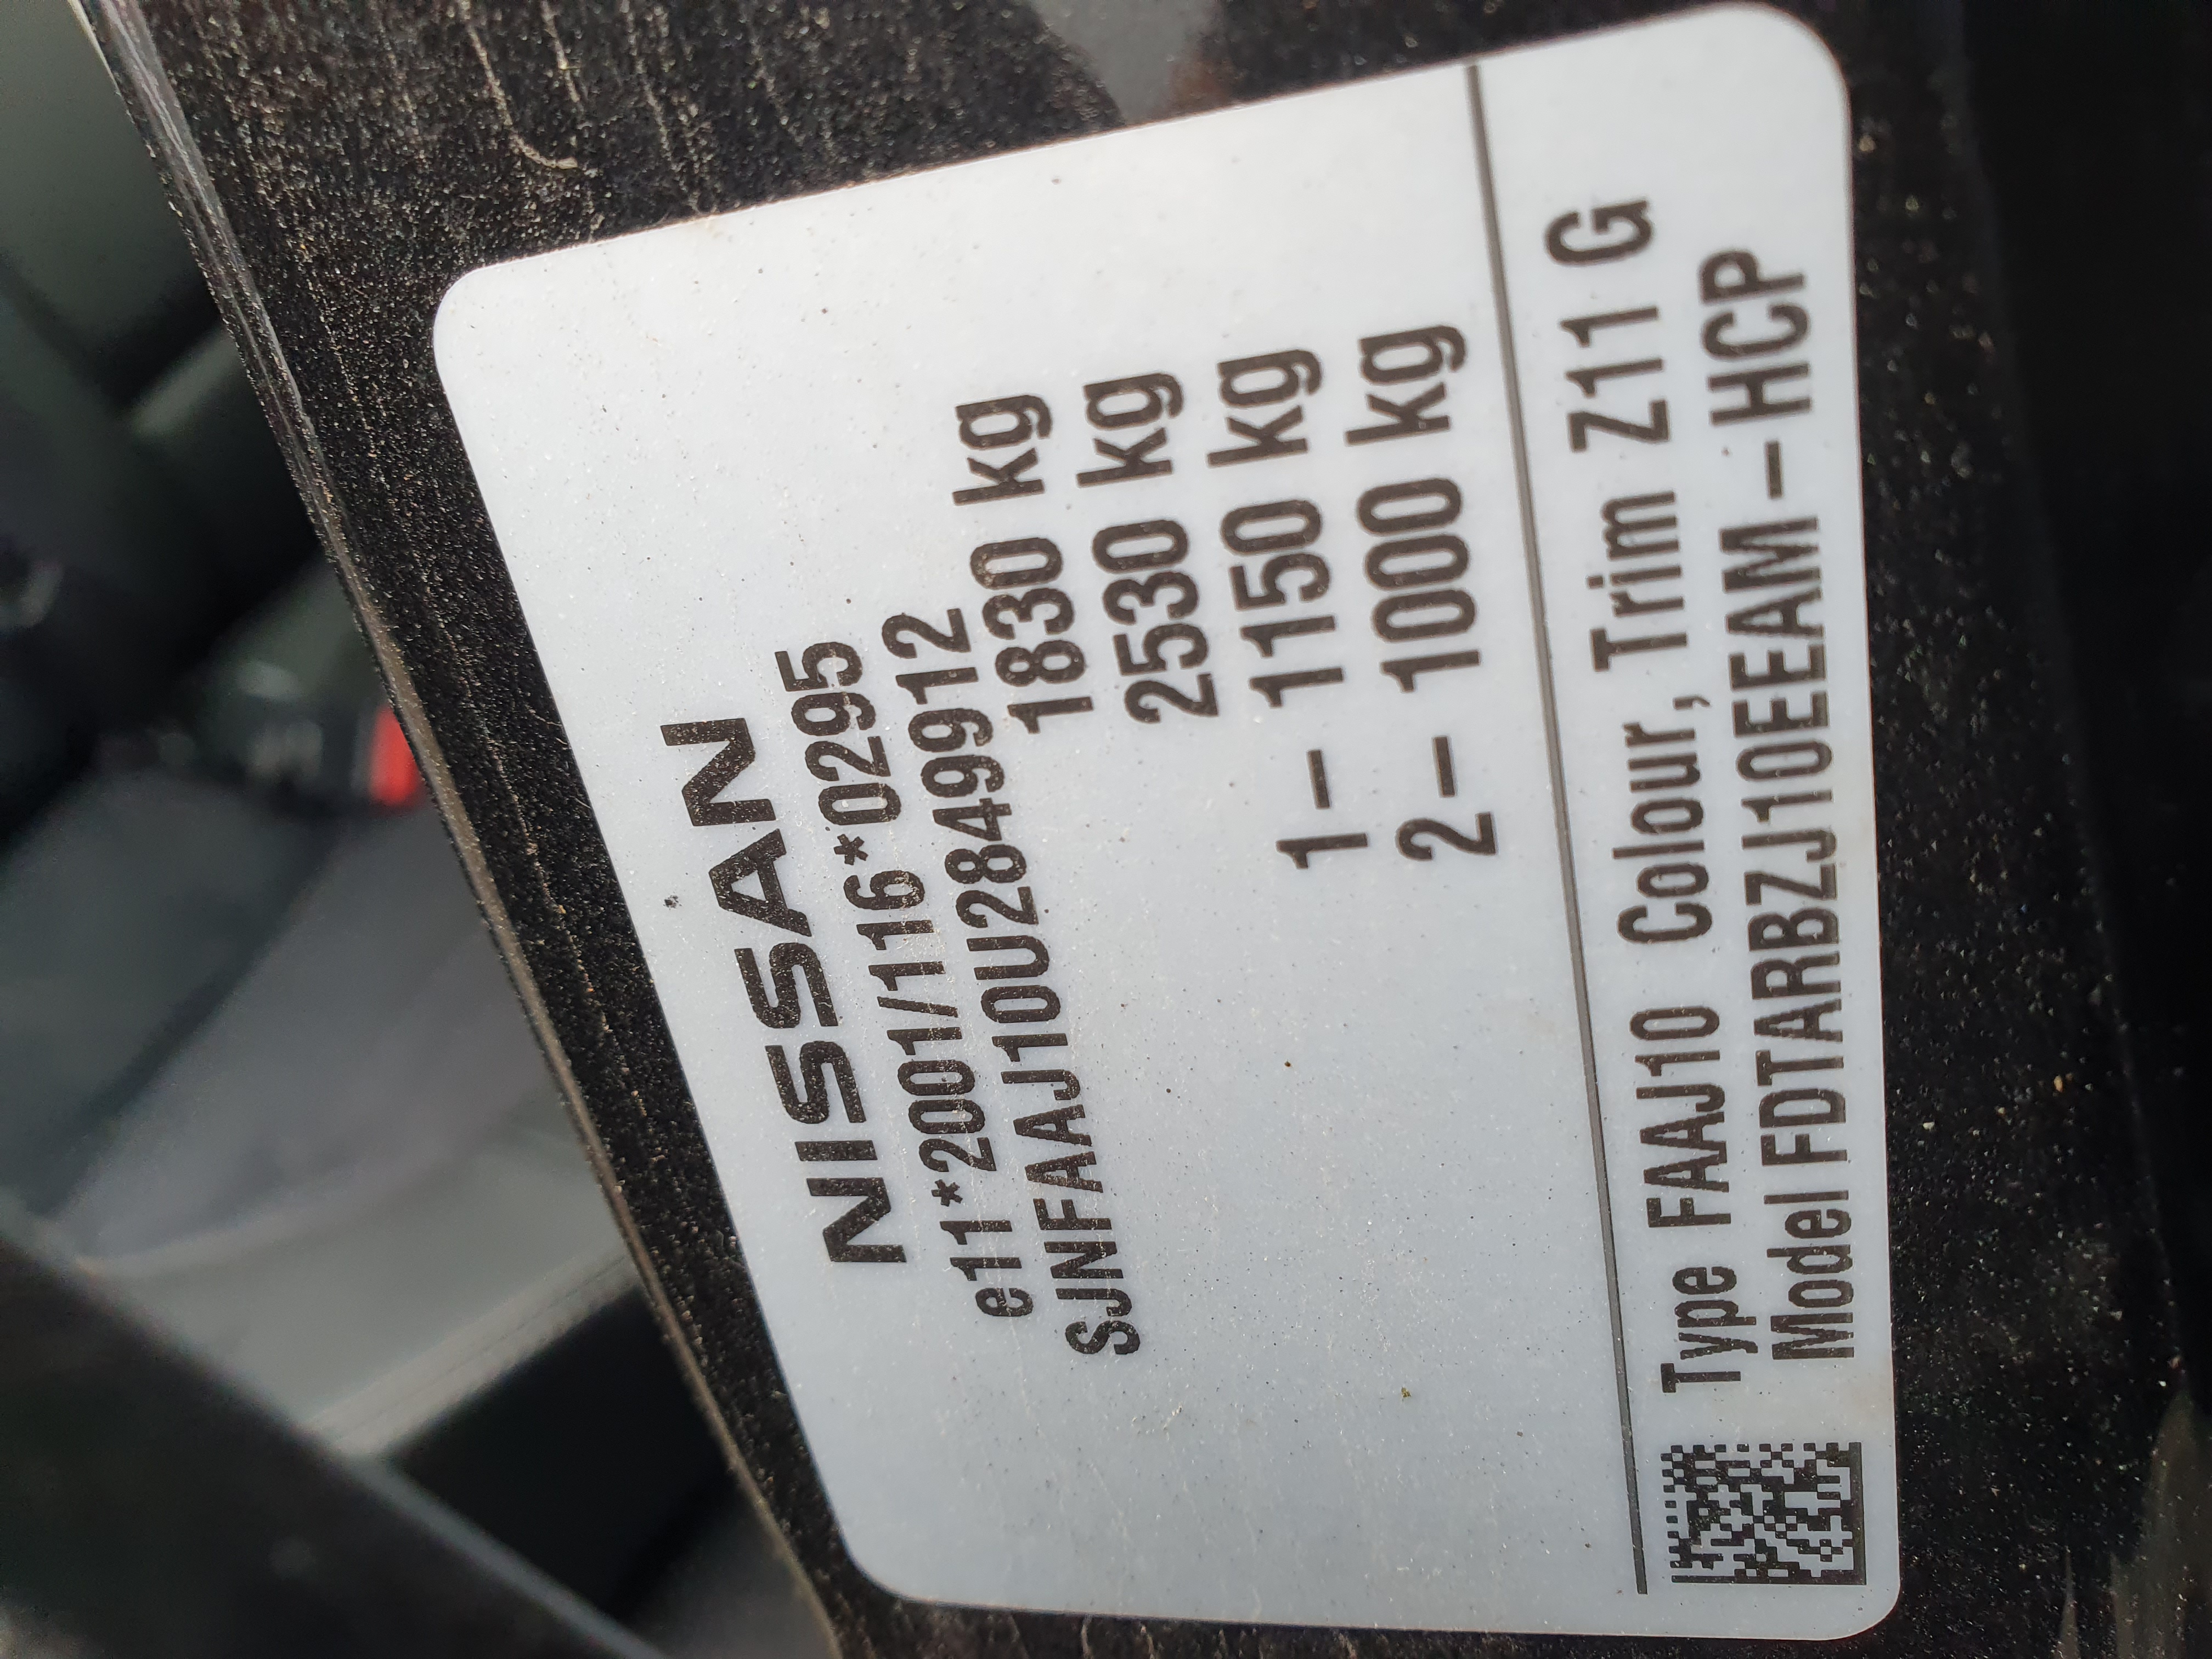 NISSAN
e11*2001/116*0295
SJNFAAJ10U2849912
1830 kg
2530 kg
1- 1150 kg
2- 1000 kg
Type FAAJ10 Colour, Trim Z11 G
Model FDTARBZJ10EEAM-HCP